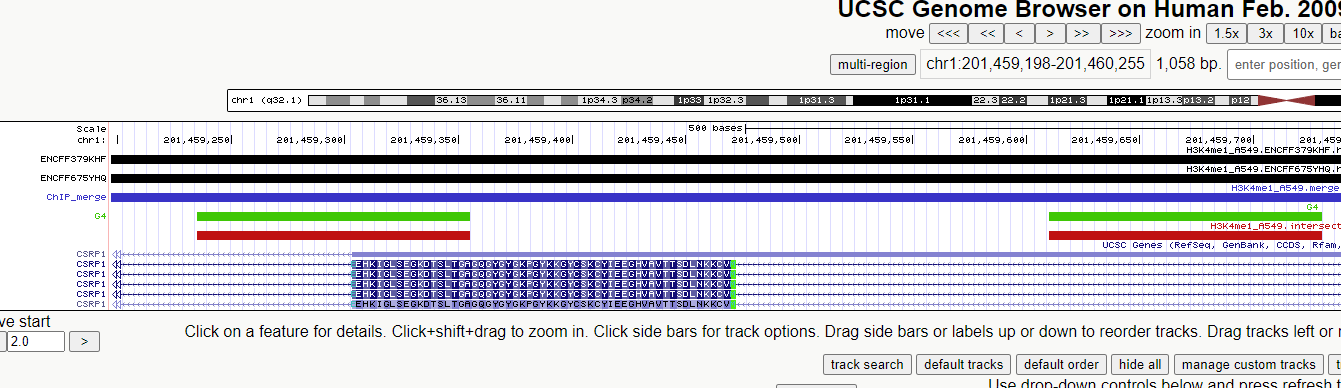 UCSC Genome Browser on Human Feb. 2009
move <<< << < > >> >>> zoom in 1.5x 3x 10x ba
multi-region chr1:201,459,198-201,460,255 1,058 bp. enter position, gen
chr1 (q32.1) 36.13 36.11 1p34.3 p34.2 1p33 1p32.3 1p31.3 1p31.1 22.3 22.2 1p21.3 1p21.1 1p13.3 p13.2 p12
Scale 500 bases
chr1: 201,459,250 201,459,300 201,459,350 201,459,400 201,459,450 201,459,500 201,459,550 201,459,600 201,459,650 201,459,700 201,459
H3K4me1_A549.ENCFF379KHF.h
ENCFF379KHF
H3K4me1_A549.ENCFF675YHQ.h
ENCFF675YHQ
H3K4me1_A549.merge
ChIP_merge
G4
G4
H3K4me1_A549.intersect
UCSC Genes (RefSeq, GenBank, CCDS, Rfam,
CSRP1
CSRP1 EHKIGLSEGKDTSLTGAGQGYGYGKPGYKKGYCSKCYIEEGHVAVTTSDLNKKCV
CSRP1 EHKIGLSEGKDTSLTGAGQGYGYGKPGYKKGYCSKCYIEEGHVAVTTSDLNKKCV
CSRP1 EHKIGLSEGKDTSLTGAGQGYGYGKPGYKKGYCSKCYIEEGHVAVTTSDLNKKCV
CSRP1 EHKIGLSEGKDTSLTGAGQGYGYGKPGYKKGYCSKCYIEEGHVAVTTSDLNKKCV
CSRP1 EHKIGLSEGKDTSLTGAGQGYGYGKPGYKKGYCSKCYIEEGHVAVTTSDLNKKCV
ve start
2.0 >
Click on a feature for details. Click+shift+drag to zoom in. Click side bars for track options. Drag side bars or labels up or down to reorder tracks. Drag tracks left or r
track search default tracks default order hide all manage custom tracks t
Use drop-down controls below and press refresh t